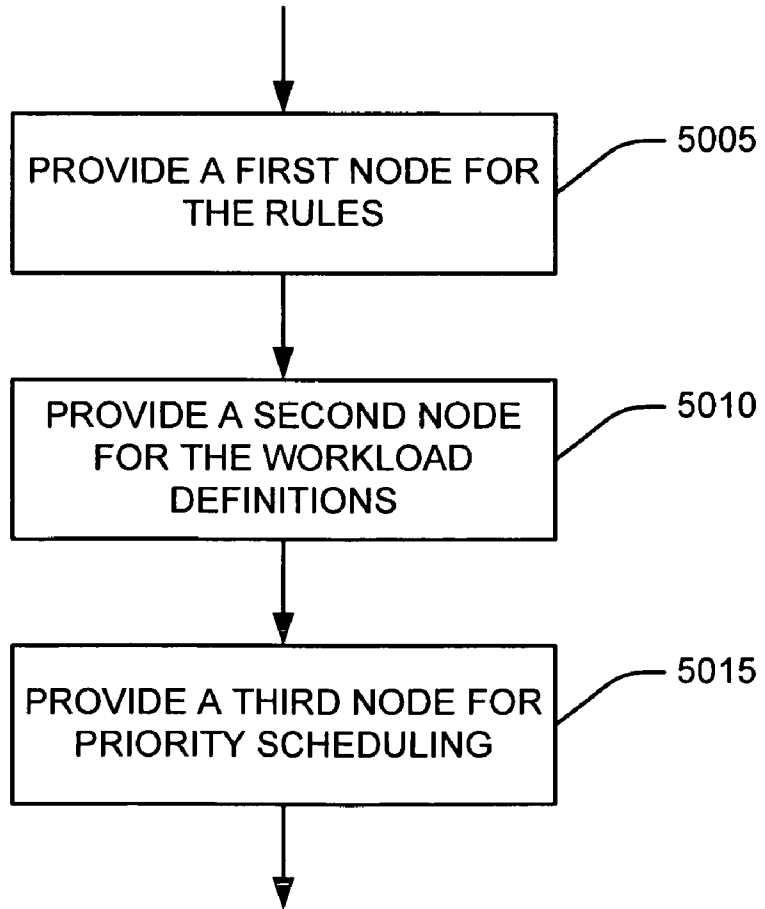 PROVIDE A FIRST NODE FOR
THE RULES
5005
PROVIDE A SECOND NODE
FOR THE WORKLOAD
DEFINITIONS
5010
PROVIDE A THIRD NODE FOR
PRIORITY SCHEDULING
5015